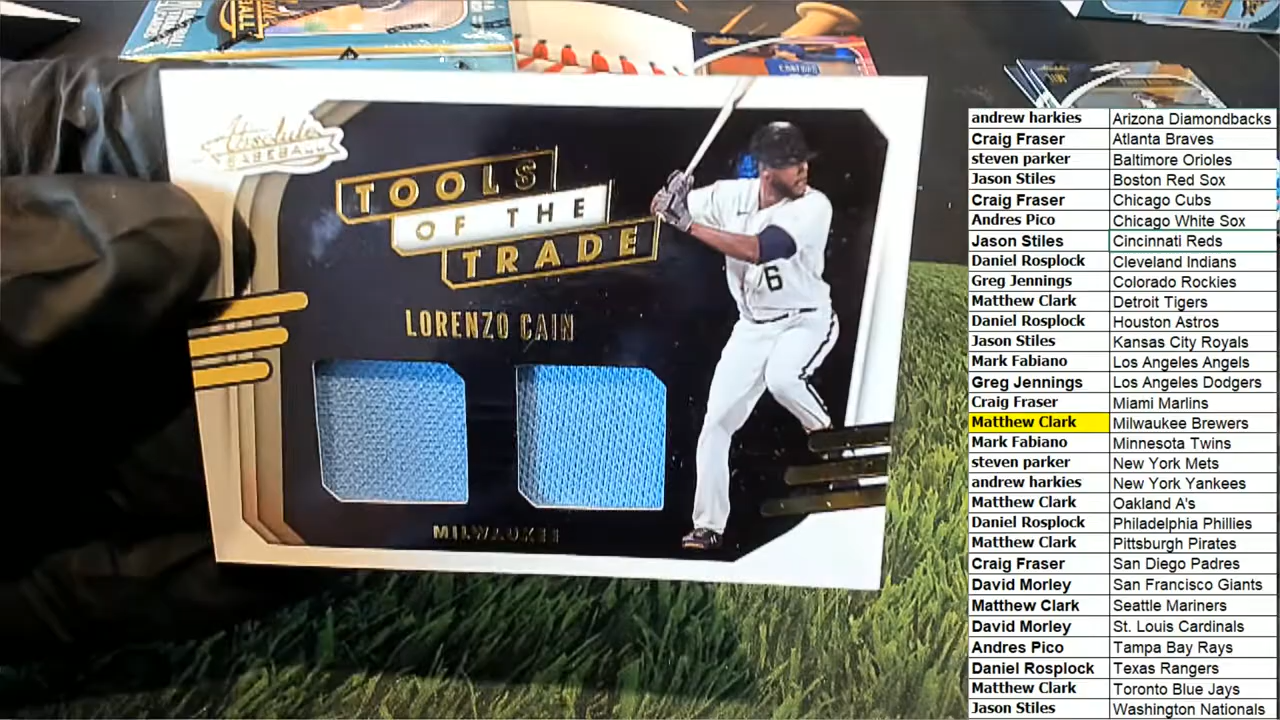 Absolute
BASEBALL
TOOLS
OF THE
TRADE
LORENZO CAIN
MILWAUKEE
6
andrew harkies Arizona Diamondbacks
Craig Fraser Atlanta Braves
steven parker Baltimore Orioles
Jason Stiles Boston Red Sox
Craig Fraser Chicago Cubs
Andres Pico Chicago White Sox
Jason Stiles Cincinnati Reds
Daniel Rosplock Cleveland Indians
Greg Jennings Colorado Rockies
Matthew Clark Detroit Tigers
Daniel Rosplock Houston Astros
Jason Stiles Kansas City Royals
Mark Fabiano Los Angeles Angels
Greg Jennings Los Angeles Dodgers
Craig Fraser Miami Marlins
Matthew Clark Milwaukee Brewers
Mark Fabiano Minnesota Twins
steven parker New York Mets
andrew harkies New York Yankees
Matthew Clark Oakland A's
Daniel Rosplock Philadelphia Phillies
Matthew Clark Pittsburgh Pirates
Craig Fraser San Diego Padres
David Morley San Francisco Giants
Matthew Clark Seattle Mariners
David Morley St. Louis Cardinals
Andres Pico Tampa Bay Rays
Daniel Rosplock Texas Rangers
Matthew Clark Toronto Blue Jays
Jason Stiles Washington Nationals